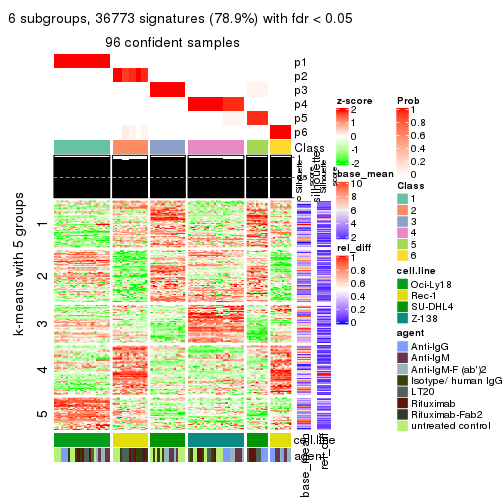 6 subgroups, 36773 signatures (78.9%) with fdr < 0.05
96 confident samples
p1
p2
p3
p4
p5
p6
Class
silhouette
1
0.5
k-means with 5 groups
1
2
3
4
5
cell.line
agent
base_mean
rel_diff
z-score
2
1
0
-1
-2
base_mean
10
8
6
4
2
rel_diff
1
0.8
0.6
0.4
0.2
0
Prob
1
0.8
0.6
0.4
0.2
0
Class
1
2
3
4
5
6
cell.line
Oci-Ly18
Rec-1
SU-DHL4
Z-138
agent
Anti-IgG
Anti-IgM
Anti-IgM-F (ab')2
Isotype/ human IgG
LT20
Rituximab
Rituximab-Fab2
untreated control